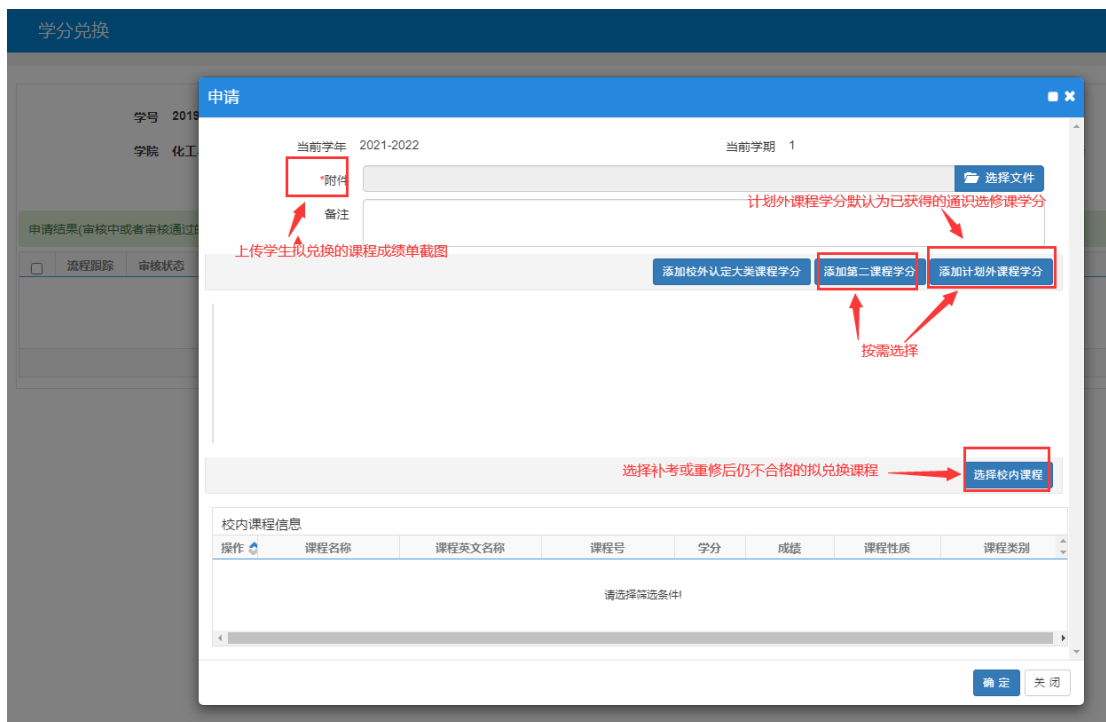 学分兑换
申请
学号 2019
当前学年 2021-2022 当前学期 1
学院 化工
*附件 选择文件
计划外课程学分默认为已获得的通识选修课学分
备注
申请结果(审核中或者审核通过的
上传学生拟兑换的课程成绩单截图
流程跟踪 审核状态
添加校外认定大类课程学分 添加第二课程学分 添加计划外课程学分
按需选择
选择补考或重修后仍不合格的拟兑换课程 选择校内课程
校内课程信息
操作 课程名称 课程英文名称 课程号 学分 成绩 课程性质 课程类别
请选择筛选条件!
确 定 关 闭